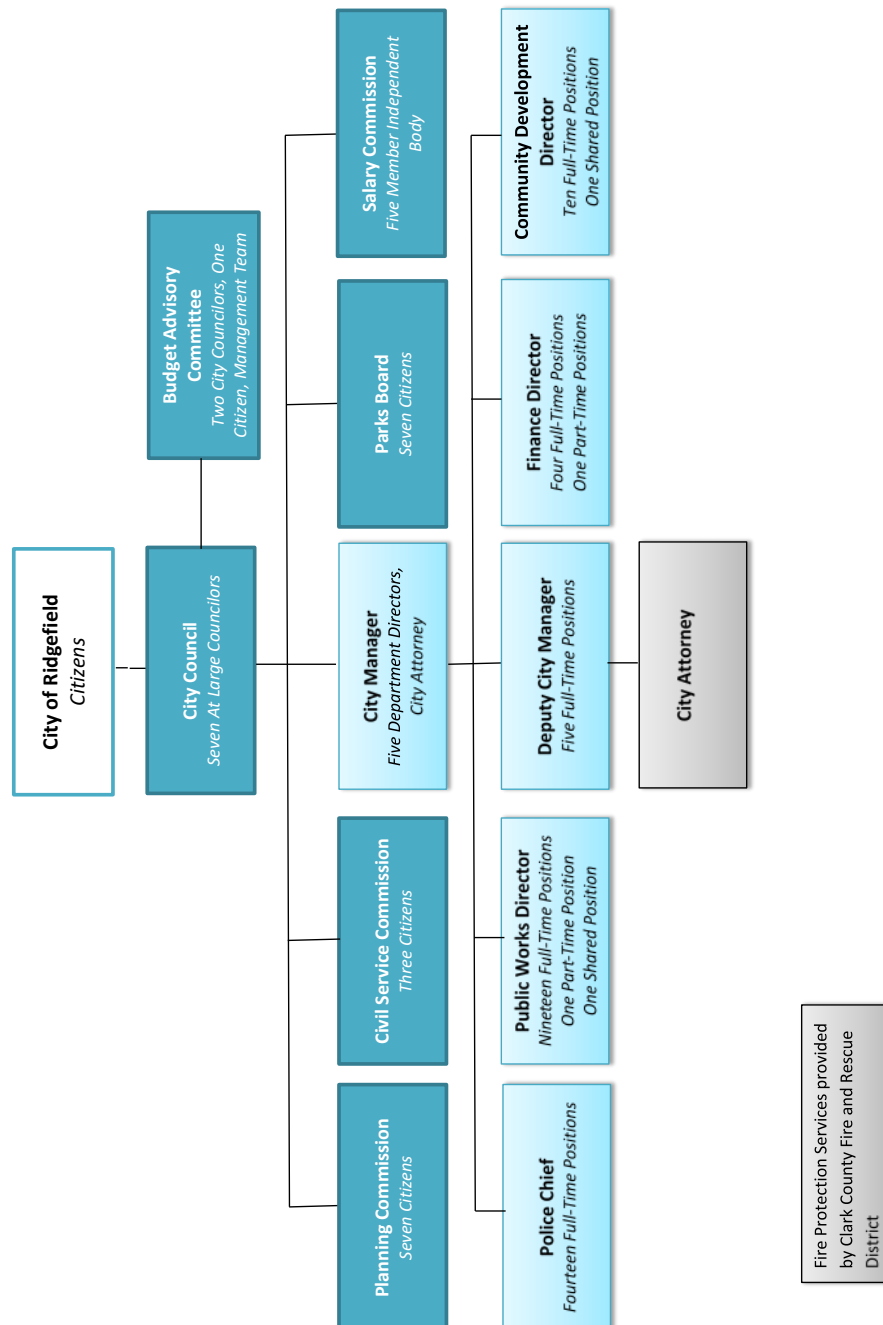 City of Ridgefield
Citizens
City Council
Seven At Large Councilors
Budget Advisory
Committee
Two City Councilors, One
Citizen, Management Team
Planning Commission
Seven Citizens
Civil Service Commission
Three Citizens
City Manager
Five Department Directors,
City Attorney
Parks Board
Seven Citizens
Salary Commission
Five Member Independent
Body
Police Chief
Fourteen Full-Time Positions
Public Works Director
Nineteen Full-Time Positions
One Part-Time Position
One Shared Position
Deputy City Manager
Five Full-Time Positions
Finance Director
Four Full-Time Positions
One Part-Time Positions
Community Development
Director
Ten Full-Time Positions
One Shared Position
City Attorney
Fire Protection Services provided
by Clark County Fire and Rescue
District